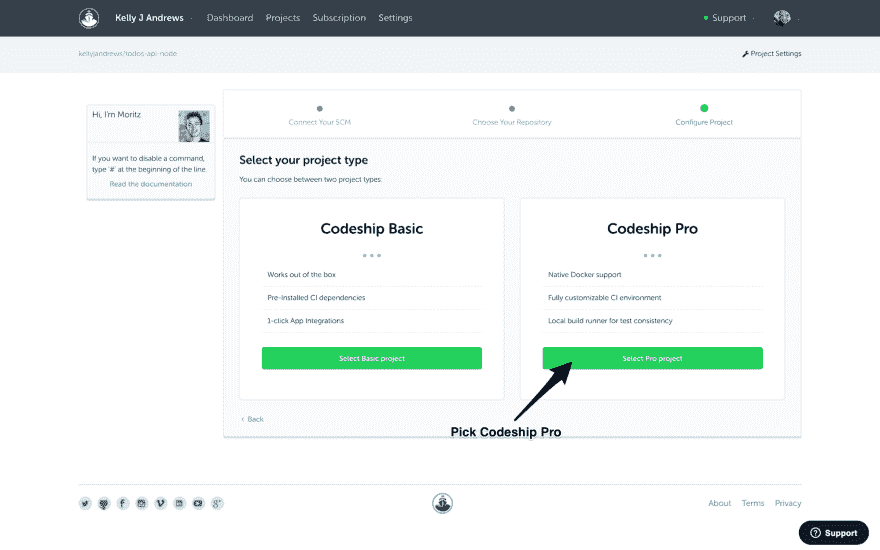 Kelly J Andrews Dashboard Projects Subscription Settings Support
kellyjandrews/todos-api-node Project Settings
Hi, I'm Moritz
If you want to disable a command,
type '#' at the beginning of the line
Read the documentation
Connect Your SCM Choose Your Repository Configure Project
Select your project type
You can choose between two project types:
Codeship Basic
Works out of the box
Pre-installed CI dependencies
1-click App Integrations
Select Basic project
Codeship Pro
Native Docker support
Fully customizable CI environment
Local build runner for test consistency
Select Pro project
‹ Back
Pick Codeship Pro
About Terms Privacy
Support